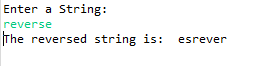 Enter a String:
reverse
The reversed string is:  esrever